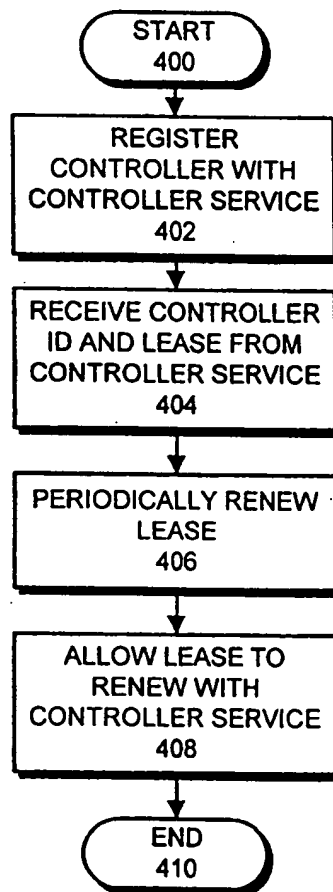 START
400
REGISTER
CONTROLLER WITH
CONTROLLER SERVICE
402
RECEIVE CONTROLLER
ID AND LEASE FROM
CONTROLLER SERVICE
404
PERIODICALLY RENEW
LEASE
406
ALLOW LEASE TO
RENEW WITH
CONTROLLER SERVICE
408
END
410